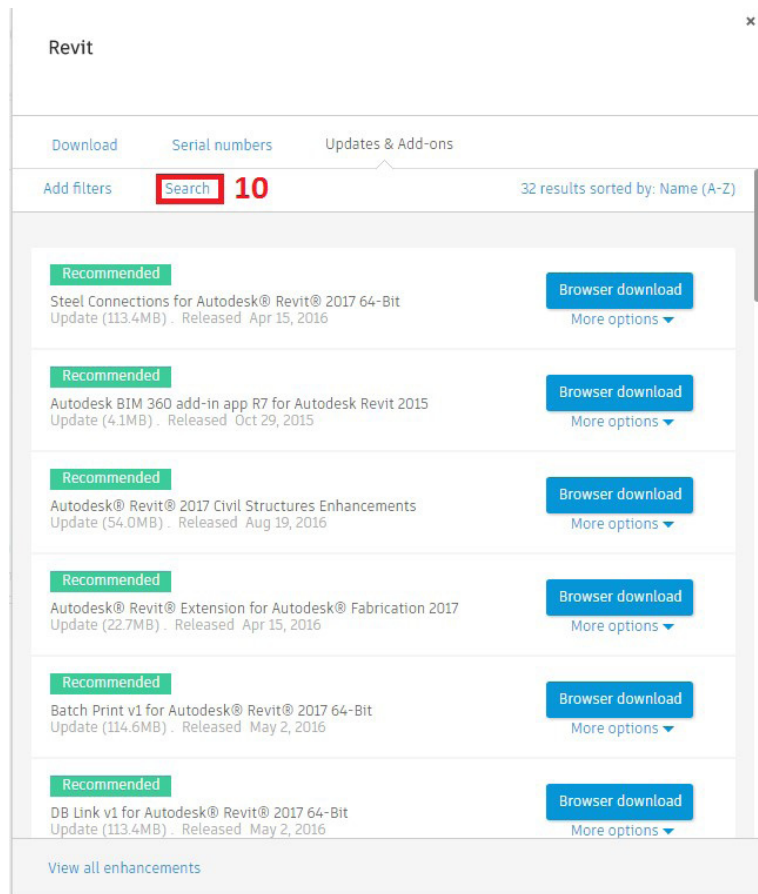 ×
Revit
Download Serial numbers Updates & Add-ons
Add filters Search 10 32 results sorted by: Name (A-Z)
Recommended
Steel Connections for Autodesk® Revit® 2017 64-Bit
Update (113.4MB) . Released Apr 15, 2016
Browser download
More options
Recommended
Autodesk BIM 360 add-in app R7 for Autodesk Revit 2015
Update (4.1MB) . Released Oct 29, 2015
Browser download
More options
Recommended
Autodesk® Revit® 2017 Civil Structures Enhancements
Update (54.0MB) . Released Aug 19, 2016
Browser download
More options
Recommended
Autodesk® Revit® Extension for Autodesk® Fabrication 2017
Update (22.7MB) . Released Apr 15, 2016
Browser download
More options
Recommended
Batch Print v1 for Autodesk® Revit® 2017 64-Bit
Update (114.6MB) . Released May 2, 2016
Browser download
More options
Recommended
DB Link v1 for Autodesk® Revit® 2017 64-Bit
Update (113.4MB) . Released May 2, 2016
Browser download
More options
View all enhancements